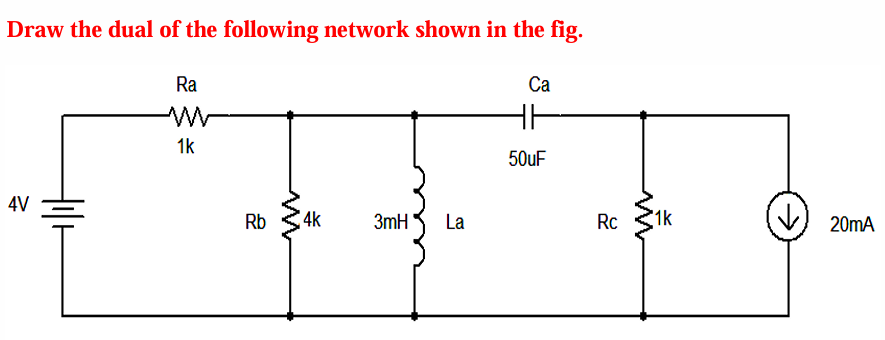 Draw the dual of the following network shown in the fig.
Ra
Ca
1k
50uF
4V
Rb
4k
3mH
La
Rc
1k
20mA